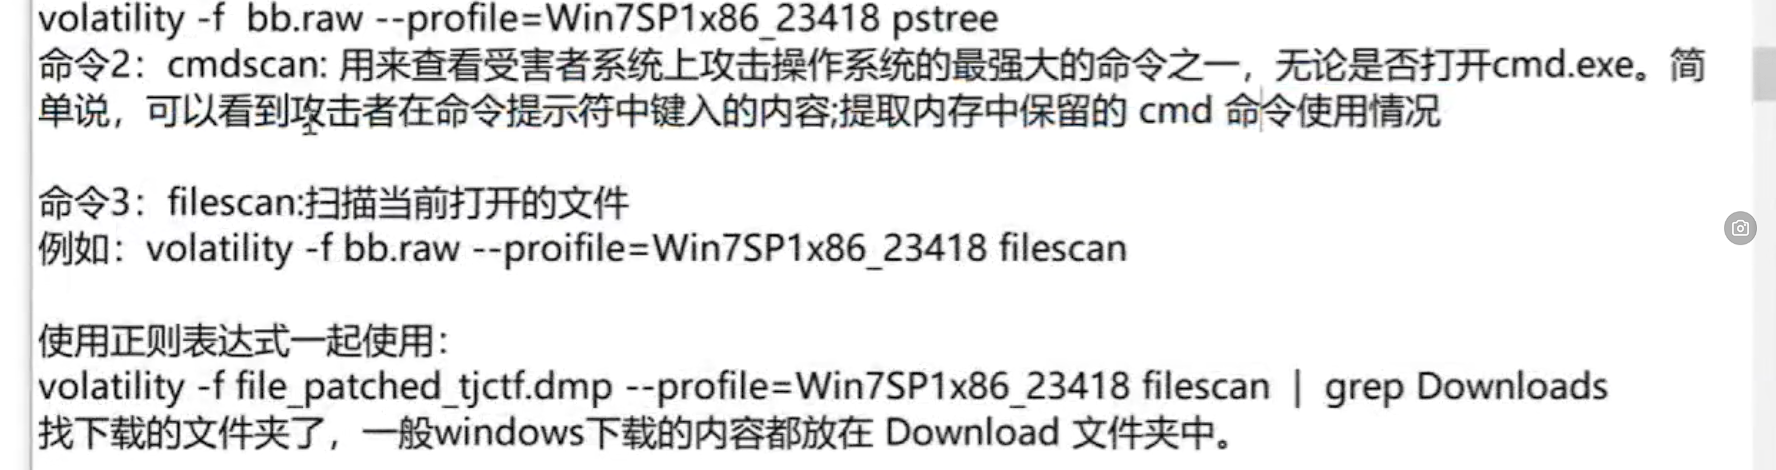 volatility -f  bb.raw --profile=Win7SP1x86_23418 pstree
命令2：cmdscan: 用来查看受害者系统上攻击操作系统的最强大的命令之一，无论是否打开cmd.exe。简
单说，可以看到攻击者在命令提示符中键入的内容;提取内存中保留的 cmd 命令使用情况
命令3：filescan:扫描当前打开的文件
例如：volatility -f bb.raw --proifile=Win7SP1x86_23418 filescan
使用正则表达式一起使用：
volatility -f file_patched_tjctf.dmp --profile=Win7SP1x86_23418 filescan | grep Downloads
找下载的文件夹了，一般windows下载的内容都放在 Download 文件夹中。